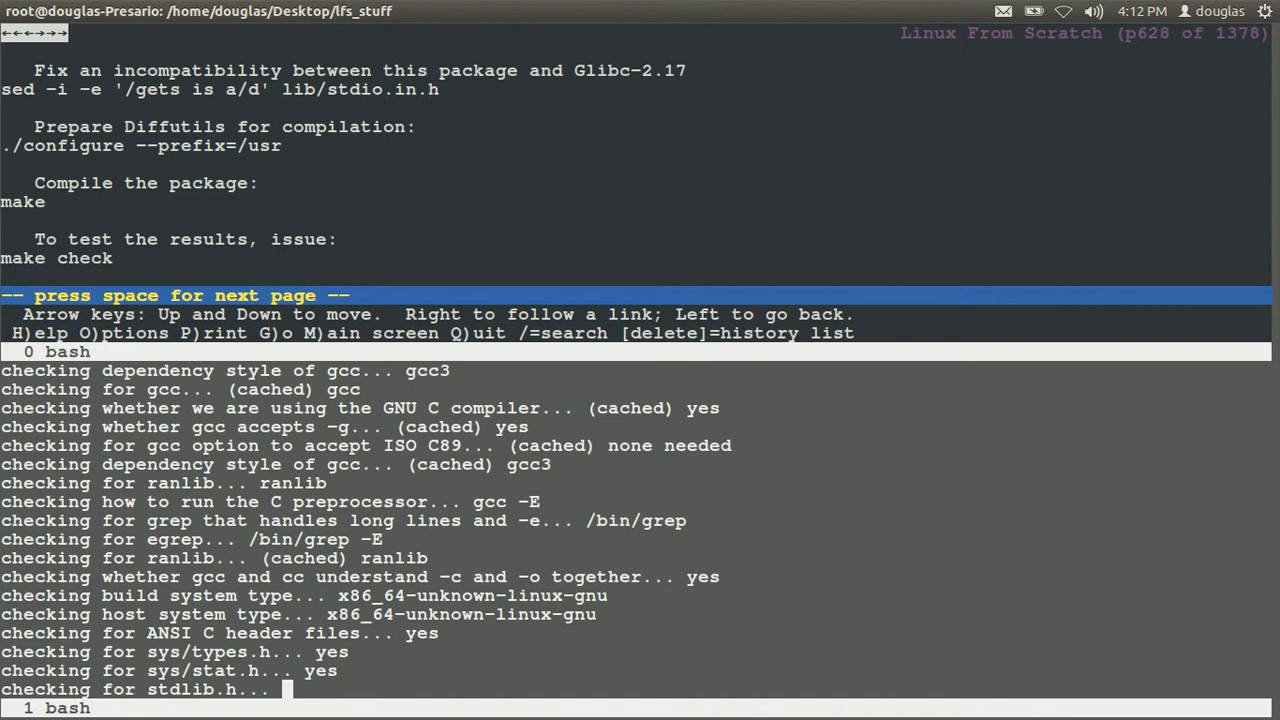 root@douglas-Presario: /home/douglas/Desktop/lfs_stuff
4:12 PM douglas
←←←→→→ Linux From Scratch (p628 of 1378)
Fix an incompatibility between this package and Glibc-2.17
sed -i -e '/gets is a/d' lib/stdio.in.h
Prepare Diffutils for compilation:
./configure --prefix=/usr
Compile the package:
make
To test the results, issue:
make check
-- press space for next page --
Arrow keys: Up and Down to move.  Right to follow a link; Left to go back.
H)elp O)ptions P)rint G)o M)ain screen Q)uit /=search [delete]=history list
0 bash
checking dependency style of gcc... gcc3
checking for gcc... (cached) gcc
checking whether we are using the GNU C compiler... (cached) yes
checking whether gcc accepts -g... (cached) yes
checking for gcc option to accept ISO C89... (cached) none needed
checking dependency style of gcc... (cached) gcc3
checking for ranlib... ranlib
checking how to run the C preprocessor... gcc -E
checking for grep that handles long lines and -e... /bin/grep
checking for egrep... /bin/grep -E
checking for ranlib... (cached) ranlib
checking whether gcc and cc understand -c and -o together... yes
checking build system type... x86_64-unknown-linux-gnu
checking host system type... x86_64-unknown-linux-gnu
checking for ANSI C header files... yes
checking for sys/types.h... yes
checking for sys/stat.h... yes
checking for stdlib.h...
1 bash